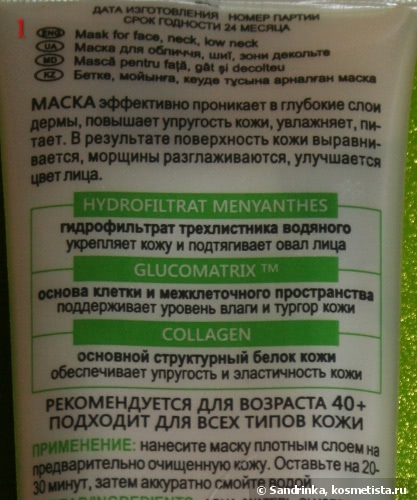 ДАТА ИЗГОТОВЛЕНИЯ НОМЕР ПАРТИИ
1 СРОК ГОДНОСТИ 24 МЕСЯЦА
ENG Mask for face, neck, low neck
UA Маска для обличчя, шиї, зони декольте
MD Mască pentru faţă, gât şi decolteu
KZ Бетке, мойынға, кеуде тұсына арналған маска
МАСКА эффективно проникает в глубокие слои
дермы, повышает упругость кожи, увлажняет, пи-
тает. В результате поверхность кожи выравни-
вается, морщины разглаживаются, улучшается
цвет лица.
HYDROFILTRAT MENYANTHES
гидрофильтрат трехлистника водяного
укрепляет кожу и подтягивает овал лица
GLUCOMATRIX ™
основа клетки и межклеточного пространства
поддерживает уровень влаги и тургор кожи
COLLAGEN
основной структурный белок кожи
обеспечивает упругость и эластичность кожи
РЕКОМЕНДУЕТСЯ ДЛЯ ВОЗРАСТА 40+
ПОДХОДИТ ДЛЯ ВСЕХ ТИПОВ КОЖИ
ПРИМЕНЕНИЕ: нанесите маску плотным слоем на
предварительно очищенную кожу. Оставьте на 20-
30 минут, затем аккуратно смойте водой.
© Sandrinka, kosmetista.ru